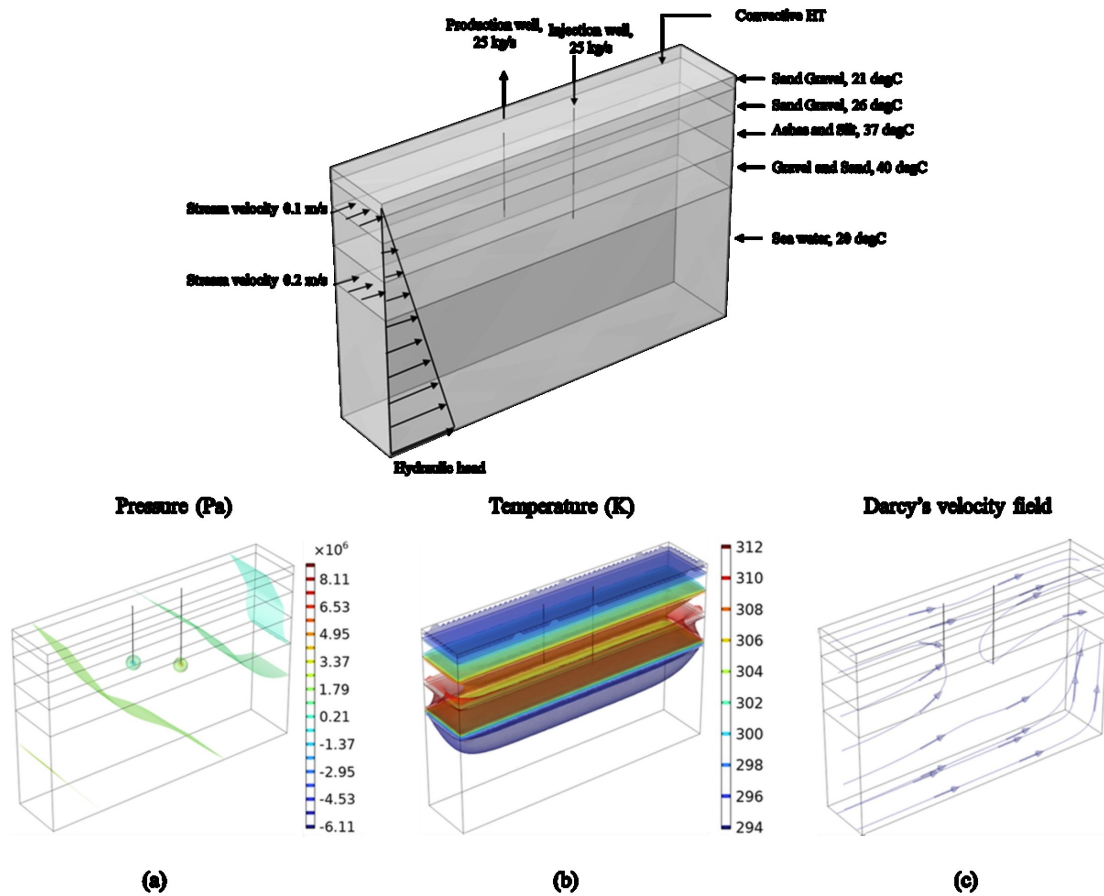 Convective HT
Production well,
25 kg/s
Injection well,
25 kg/s
Sand Gravel, 21 degC
Sand Gravel, 26 degC
Ashes and Silt, 37 degC
Gravel and Sand, 40 degC
Sea water, 20 degC
Stream velocity 0.1 m/s
Stream velocity 0.2 m/s
Hydraulic head
Pressure (Pa)
Temperature (K)
Darcy's velocity field
×10⁶
8.11
6.53
4.95
3.37
1.79
0.21
-1.37
-2.95
-4.53
-6.11
312
310
308
306
304
302
300
298
296
294
(a)
(b)
(c)